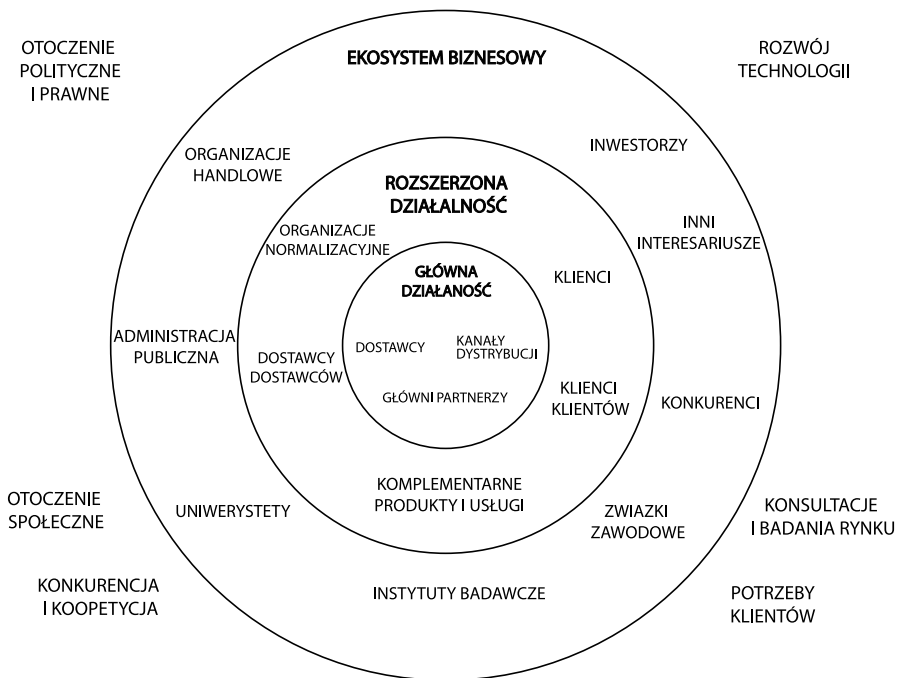 OTOCZENIE
POLITYCZNE
I PRAWNE
EKOSYSTEM BIZNESOWY
ROZWÓJ
TECHNOLOGII
ORGANIZACJE
HANDLOWE
INWESTORZY
ROZSZERZONA
DZIAŁALNOŚĆ
INNI
INTERESARIUSZE
ORGANIZACJE
NORMALIZACYJNE
GŁÓWNA
DZIAŁANOŚĆ
KLIENCI
ADMINISTRACJA
PUBLICZNA
DOSTAWCY
DOSTAWCÓW
DOSTAWCY
KANAŁY
DYSTRYBUCJI
GŁÓWNI PARTNERZY
KLIENCI
KLIENTÓW
KONKURENCI
KOMPLEMENTARNE
PRODUKTY I USŁUGI
OTOCZENIE
SPOŁECZNE
UNIWERYSTETY
ZWIAZKI
ZAWODOWE
KONSULTACJE
I BADANIA RYNKU
KONKURENCJA
I KOOPETYCJA
INSTYTUTY BADAWCZE
POTRZEBY
KLIENTÓW